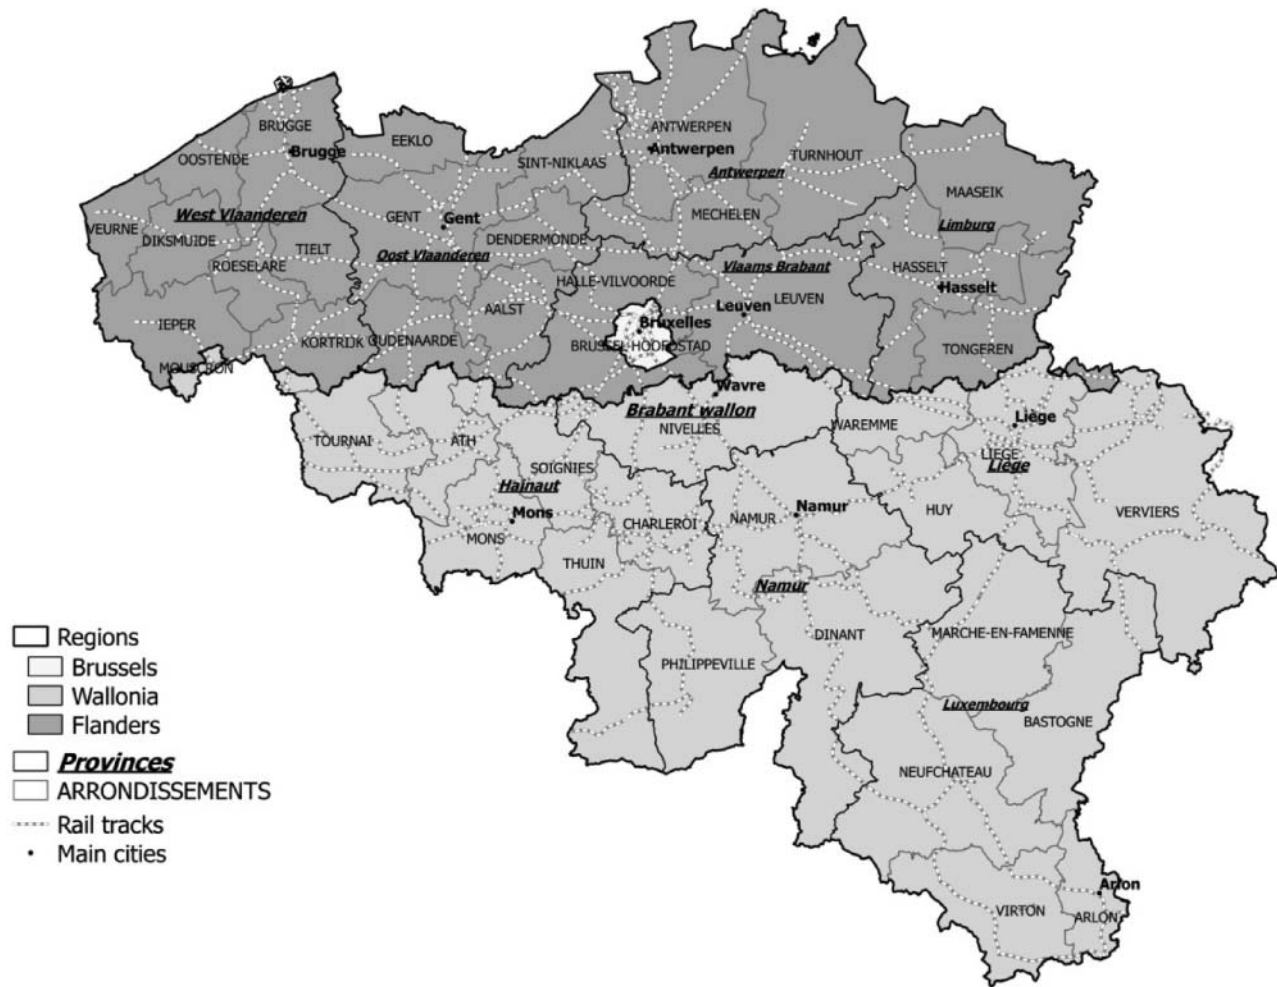 BRUGGE
EEKLO
ANTWERPEN
OOSTENDE
Brugge
SINT-NIKLAAS
Antwerpen
TURNHOUT
Antwerpen
MAASEIK
West Vlaanderen
GENT
Gent
MECHELEN
Limburg
VEURNE
DIKSMUIDE
TIELT
DENDERMONDE
ROESELARE
Oost Vlaanderen
Vlaams Brabant
HASSELT
HALLE-VILVOORDE
LEUVEN
Hasselt
IEPER
AALST
Leuven
Bruxelles
KORTRIJK
OUDENAARDE
BRUSSEL-HOOFDSTAD
TONGEREN
MOUSCRON
Wavre
Brabant wallon
NIVELLES
WAREMME
Liège
TOURNAI
ATH
SOIGNIES
LIEGE
Liège
Hainaut
Mons
CHARLEROI
NAMUR
Namur
HUY
VERVIERS
MONS
THUIN
Namur
DINANT
MARCHE-EN-FAMENNE
PHILIPPEVILLE
Luxembourg
BASTOGNE
NEUFCHATEAU
Arlon
VIRTON
ARLON
Regions
Brussels
Wallonia
Flanders
Provinces
ARRONDISSEMENTS
Rail tracks
Main cities